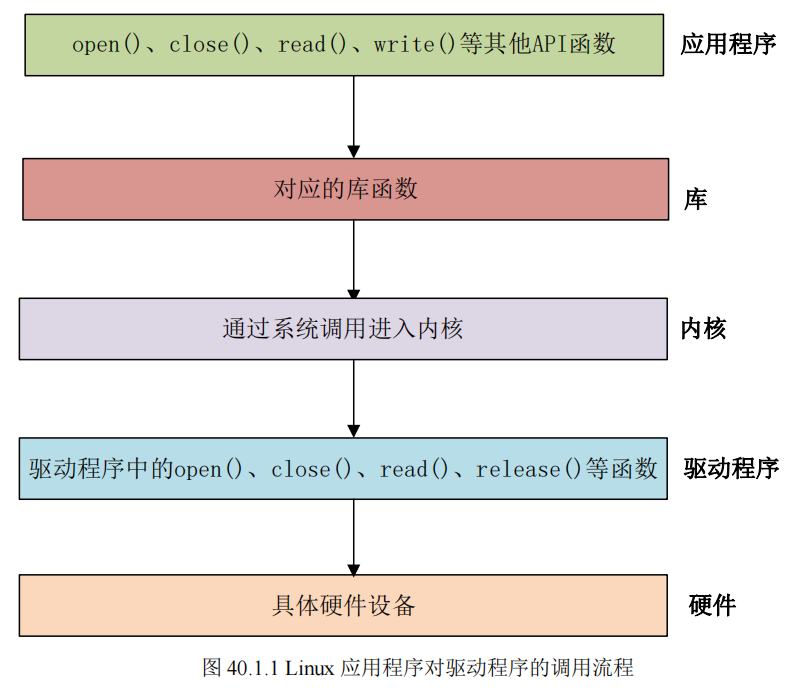 open()、close()、read()、write()等其他API函数 应用程序
对应的库函数 库
通过系统调用进入内核 内核
驱动程序中的open()、close()、read()、release()等函数 驱动程序
具体硬件设备 硬件
图 40.1.1 Linux 应用程序对驱动程序的调用流程